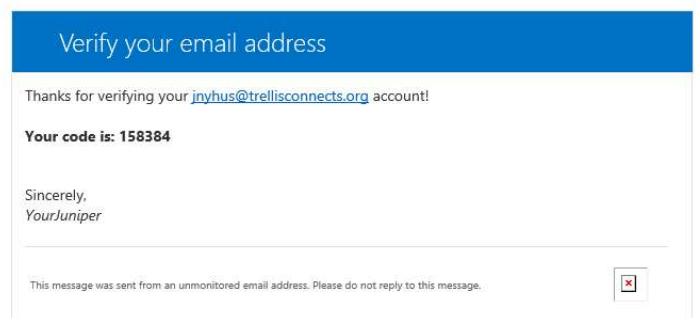 Verify your email address
Thanks for verifying your jnyhus@trellisconnects.org account!
Your code is: 158384
Sincerely,
YourJuniper
This message was sent from an unmonitored email address. Please do not reply to this message.